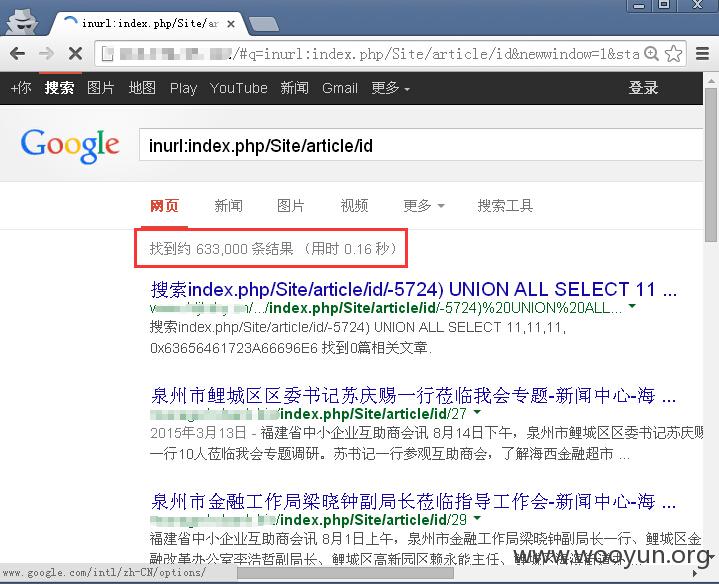 inurl:index.php/Site/ar
/#q=inurl:index.php/Site/article/id&newwindow=1&sta
+你 搜索 图片 地图 Play YouTube 新闻 Gmail 更多 登录
Google
inurl:index.php/Site/article/id
网页 新闻 图片 视频 更多 搜索工具
找到约 633,000 条结果 （用时 0.16 秒）
搜索index.php/Site/article/id/-5724) UNION ALL SELECT 11 ...
/.../index.php/Site/article/id/-5724)%20UNION%20ALL...
搜索index.php/Site/article/id/-5724) UNION ALL SELECT 11,11,11,
0x63656461723A66696E6 找到0篇相关文章.
泉州市鲤城区区委书记苏庆赐一行莅临我会专题-新闻中心-海 ...
/index.php/Site/article/id/27
2015年3月13日 - 福建省中小企业互助商会讯 8月14日下午，泉州市鲤城区区委书记苏庆赐
一行10人莅临我会专题调研。苏书记一行参观互助商会，了解海西金融超市 ...
泉州市金融工作局梁晓钟副局长莅临指导工作会-新闻中心-海 ...
/index.php/Site/article/id/29
福建省中小企业互助商会讯 8月1日上午，泉州市金融工作局梁晓钟副局长一行、鲤城区金
融改革办公室李浩哲副局长、鲤城区高新园区赖永能主任、
www.google.com/intl/zh-CN/options/
www.wooyun.org